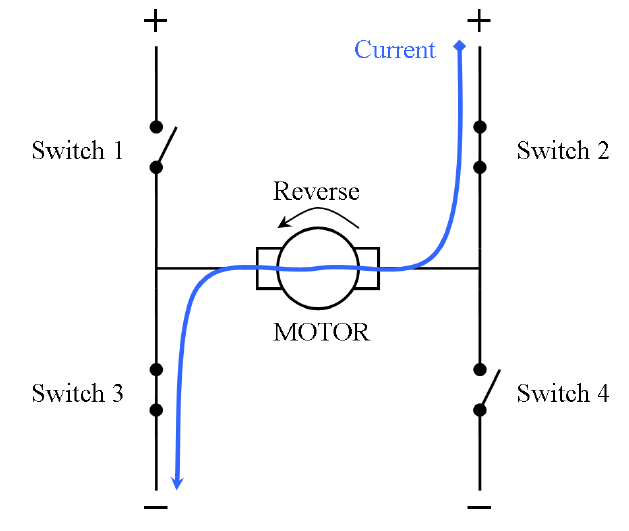 + +
Current
Switch 1
Switch 2
Reverse
MOTOR
Switch 3
Switch 4
− −